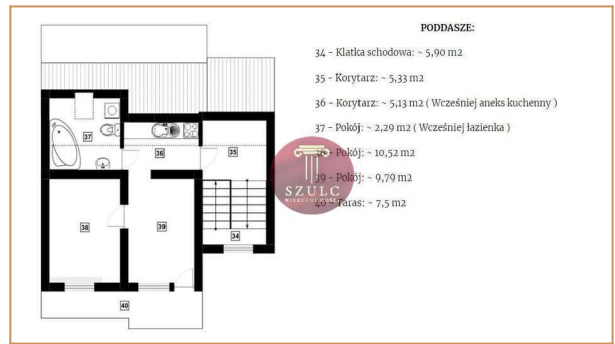 PODDASZE:
34 - Klatka schodowa: ~ 5,90 m2
35 - Korytarz: ~ 5,33 m2
36 - Korytarz: ~ 5,13 m2 ( Wcześniej aneks kuchenny )
37 - Pokój: ~ 2,29 m2 ( Wcześniej łazienka )
- Pokój: ~ 10,52 m2
39 - Pokój: ~ 9,79 m2
40 - Taras: ~ 7,5 m2
SZULC
NIERUCHOMOŚCI
37
36
35
38
39
34
40